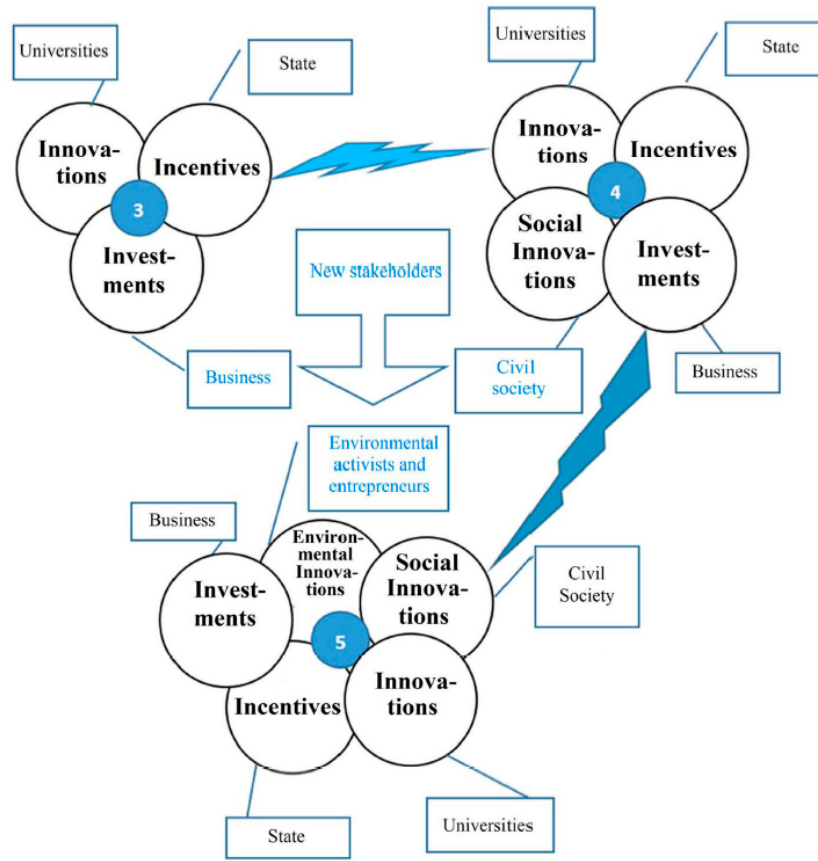 Universities
State
Innova-
tions
Incentives
3
Invest-
ments
Business
Universities
State
Innova-
tions
Incentives
4
Social
Innova-
tions
Invest-
ments
Civil
society
Business
New stakeholders
Environmental
activists and
entrepreneurs
Business
Environ-
mental
Innova-
tions
Social
Innova-
tions
Civil
Society
Invest-
ments
5
Incentives
Innova-
tions
State
Universities